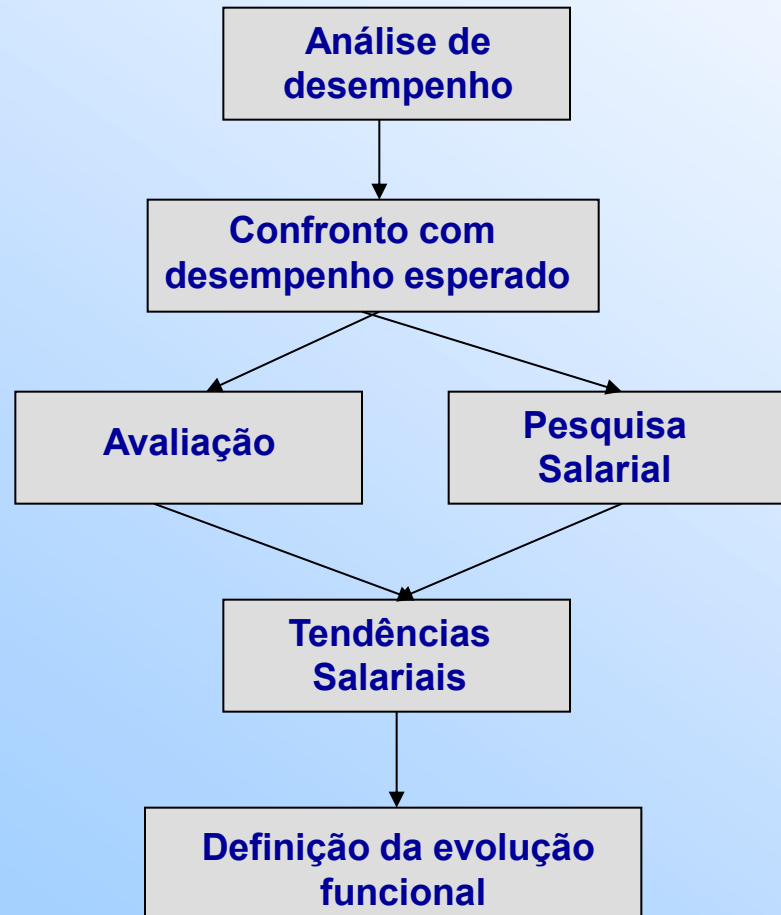 Análise de
desempenho
Confronto com
desempenho esperado
Avaliação
Pesquisa
Salarial
Tendências
Salariais
Definição da evolução
funcional